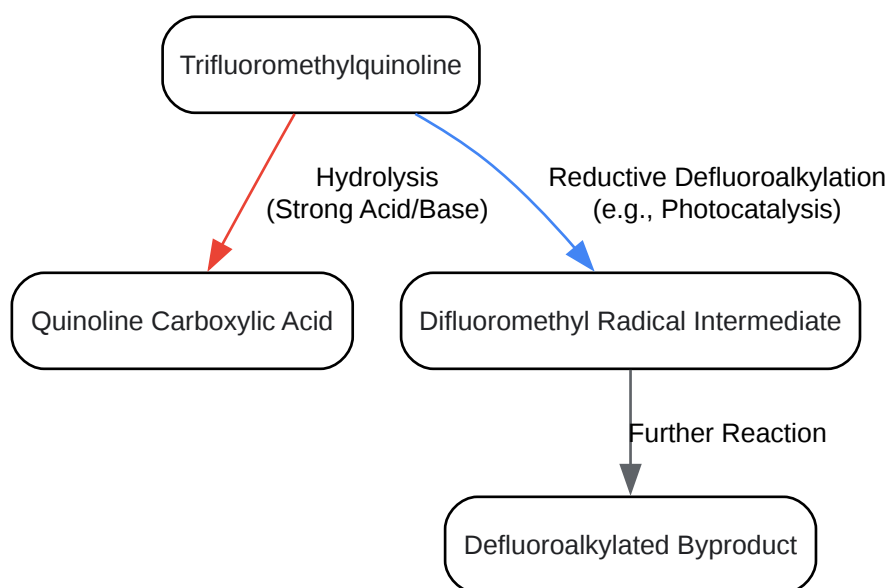 Trifluoromethylquinoline
Hydrolysis
(Strong Acid/Base)
Reductive Defluoroalkylation
(e.g., Photocatalysis)
Quinoline Carboxylic Acid
Difluoromethyl Radical Intermediate
Further Reaction
Defluoroalkylated Byproduct